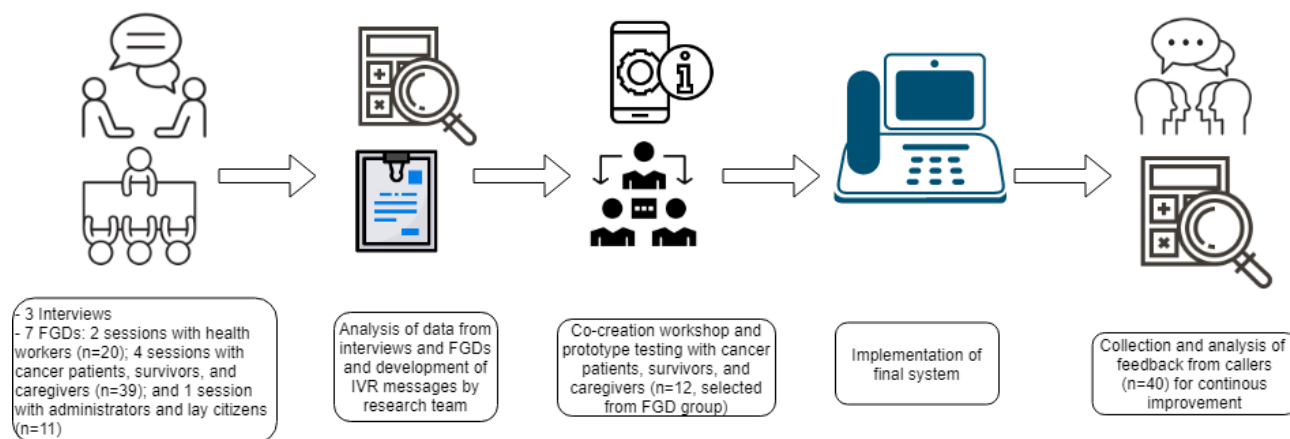 - 3 Interviews
- 7 FGDs: 2 sessions with health
workers (n=20); 4 sessions with
cancer patients, survivors, and
caregivers (n=39); and 1 session
with administrators and lay citizens
(n=11)
Analysis of data from
interviews and FGDs
and development of
IVR messages by
research team
Co-creation workshop and
prototype testing with cancer
patients, survivors, and
caregivers (n=12, selected
from FGD group)
Implementation of
final system
Collection and analysis of
feedback from callers
(n=40) for continous
improvement